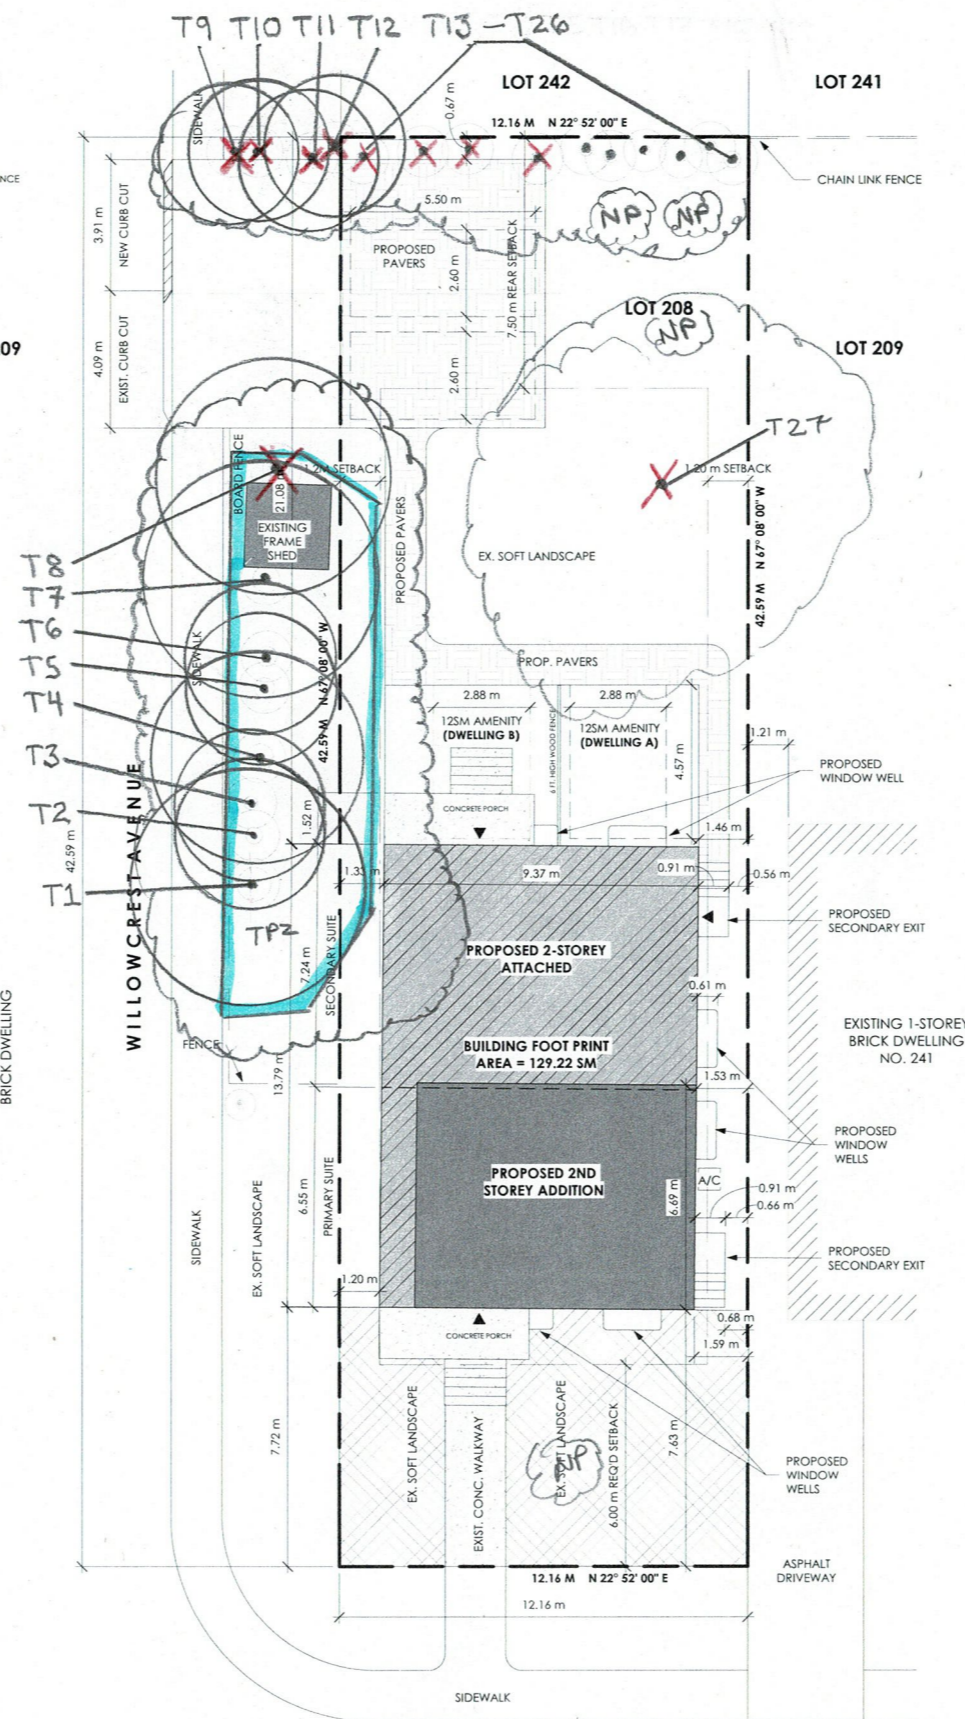 T9 T10 T11 T12 T13 – T26
LOT 242
LOT 241
SIDEWALK
0.67 m
12.16 M N 22° 52' 00" E
CHAIN LINK FENCE
NCE
3.91 m
NEW CURB CUT
5.50 m
NP
NP
PROPOSED
PAVERS
2.60 m
7.50 m REAR SETBACK
LOT 208
NP
09
LOT 209
4.09 m
EXIST. CURB CUT
2.60 m
T27
BOARD FENCE
1.2M SETBACK
1.20 m SETBACK
21.08
EXISTING
FRAME
SHED
PROPOSED PAVERS
EX. SOFT LANDSCAPE
42.59 M N 67° 08' 00" W
T8
T7
T6
T5
T4
T3
T2
T1
SIDEWALK
42.59 M N 67° 08' 00" W
PROP. PAVERS
2.88 m
2.88 m
12SM AMENITY
(DWELLING B)
6 FT. HIGH WOOD FENCE
12SM AMENITY
(DWELLING A)
4.57 m
1.21 m
PROPOSED
WINDOW WELL
WILLOWCREST AVENUE
42.59 m
1.52 m
CONCRETE PORCH
1.46 m
1.33
9.37 m
0.91 m
0.56 m
TPZ
7.24 m
SECONDARY SUITE
PROPOSED
SECONDARY EXIT
PROPOSED 2-STOREY
ATTACHED
0.61 m
BRICK DWELLING
FENCE
13.79 m
BUILDING FOOT PRINT
AREA = 129.22 SM
EXISTING 1-STOREY
BRICK DWELLING
NO. 241
1.53 m
PROPOSED
WINDOW
WELLS
SIDEWALK
EX. SOFT LANDSCAPE
6.55 m
PRIMARY SUITE
PROPOSED 2ND
STOREY ADDITION
6.69 m
A/C
0.91 m
0.66 m
PROPOSED
SECONDARY EXIT
1.20 m
CONCRETE PORCH
0.68 m
1.59 m
7.72 m
EX. SOFT LANDSCAPE
EXIST. CONC. WALKWAY
EX. SOFT LANDSCAPE
NP
6.00 m REQ'D SETBACK
7.63 m
PROPOSED
WINDOW
WELLS
12.16 M N 22° 52' 00" E
ASPHALT
DRIVEWAY
12.16 m
SIDEWALK